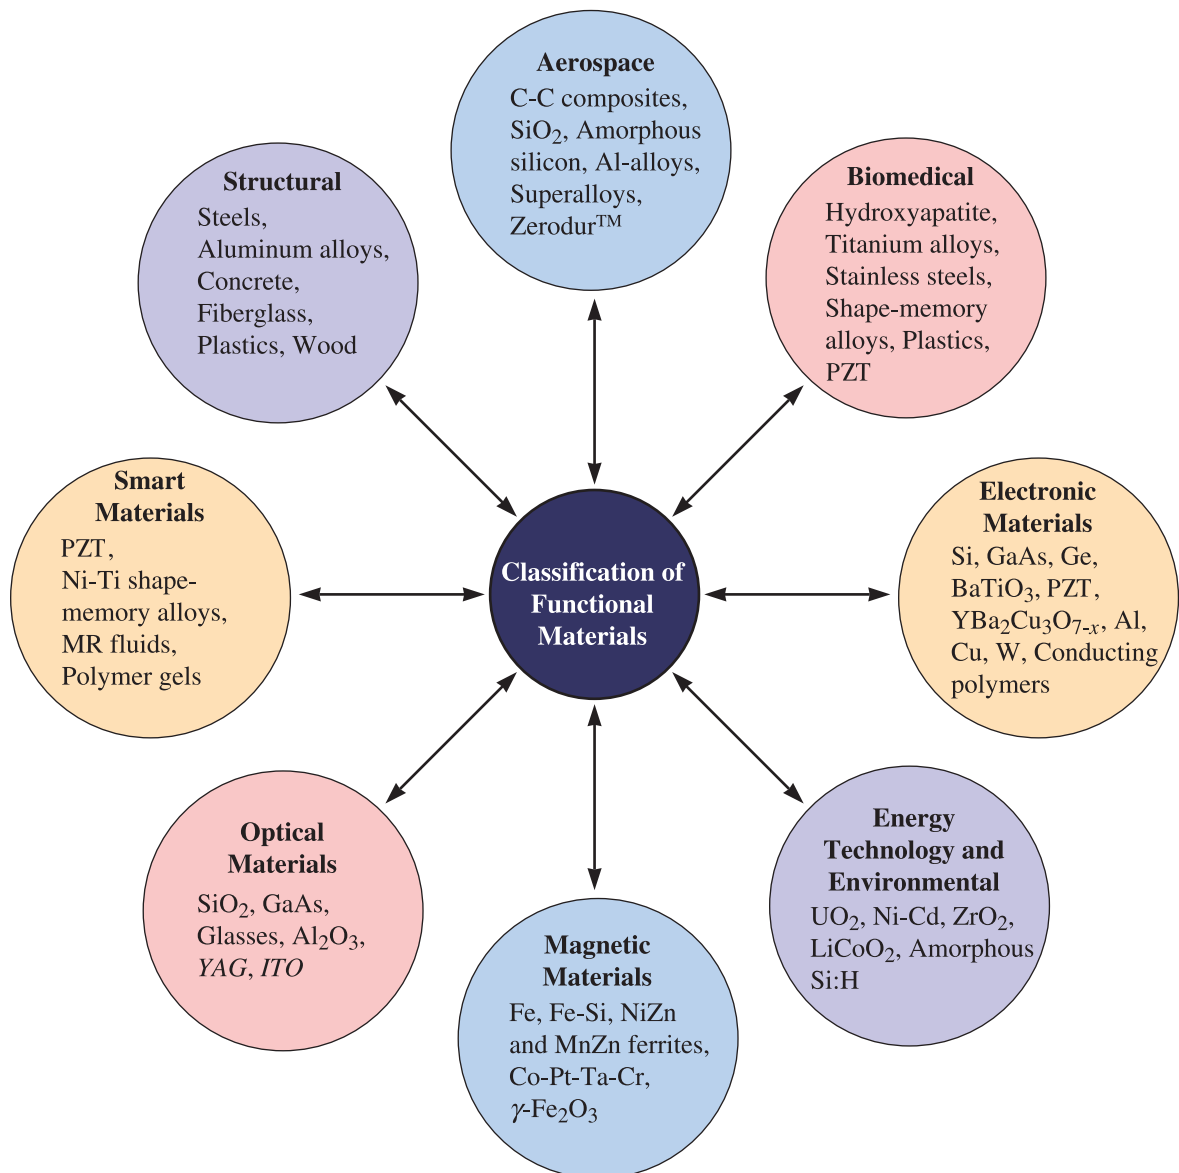 Aerospace
C-C composites,
SiO₂, Amorphous
silicon, Al-alloys,
Superalloys,
Zerodur™
Structural
Steels,
Aluminum alloys,
Concrete,
Fiberglass,
Plastics, Wood
Biomedical
Hydroxyapatite,
Titanium alloys,
Stainless steels,
Shape-memory
alloys, Plastics,
PZT
Smart
Materials
PZT,
Ni-Ti shape-
memory alloys,
MR fluids,
Polymer gels
Classification of
Functional
Materials
Electronic
Materials
Si, GaAs, Ge,
BaTiO₃, PZT,
YBa₂Cu₃O₇₋ₓ, Al,
Cu, W, Conducting
polymers
Optical
Materials
SiO₂, GaAs,
Glasses, Al₂O₃,
YAG, ITO
Energy
Technology and
Environmental
UO₂, Ni-Cd, ZrO₂,
LiCoO₂, Amorphous
Si:H
Magnetic
Materials
Fe, Fe-Si, NiZn
and MnZn ferrites,
Co-Pt-Ta-Cr,
γ-Fe₂O₃